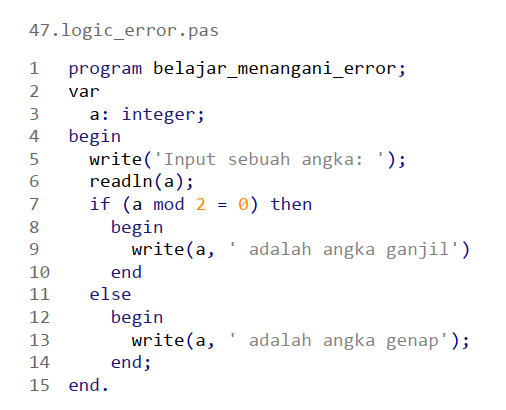 47.logic_error.pas
1 program belajar_menangani_error;
2 var
3   a: integer;
4 begin
5   write('Input sebuah angka: ');
6   readln(a);
7   if (a mod 2 = 0) then
8     begin
9       write(a, ' adalah angka ganjil')
10     end
11   else
12     begin
13       write(a, ' adalah angka genap');
14     end;
15 end.